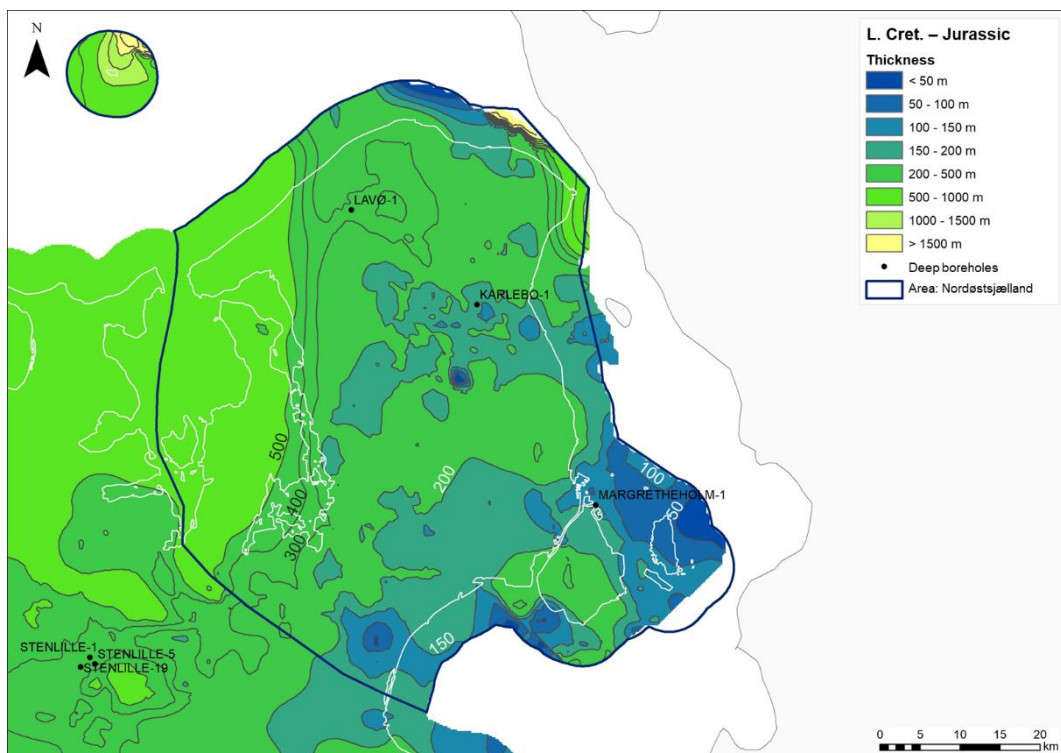 N
L. Cret. – Jurassic
Thickness
< 50 m
50 - 100 m
100 - 150 m
150 - 200 m
200 - 500 m
500 - 1000 m
1000 - 1500 m
> 1500 m
Deep boreholes
Area: Nordøstsjælland
LAVØ-1
KARLEBO-1
500
200
100
400
50
MARGRETHEHOLM-1
300
150
STENLILLE-1
STENLILLE-5
STENLILLE-19
0 5 10 15 20
km